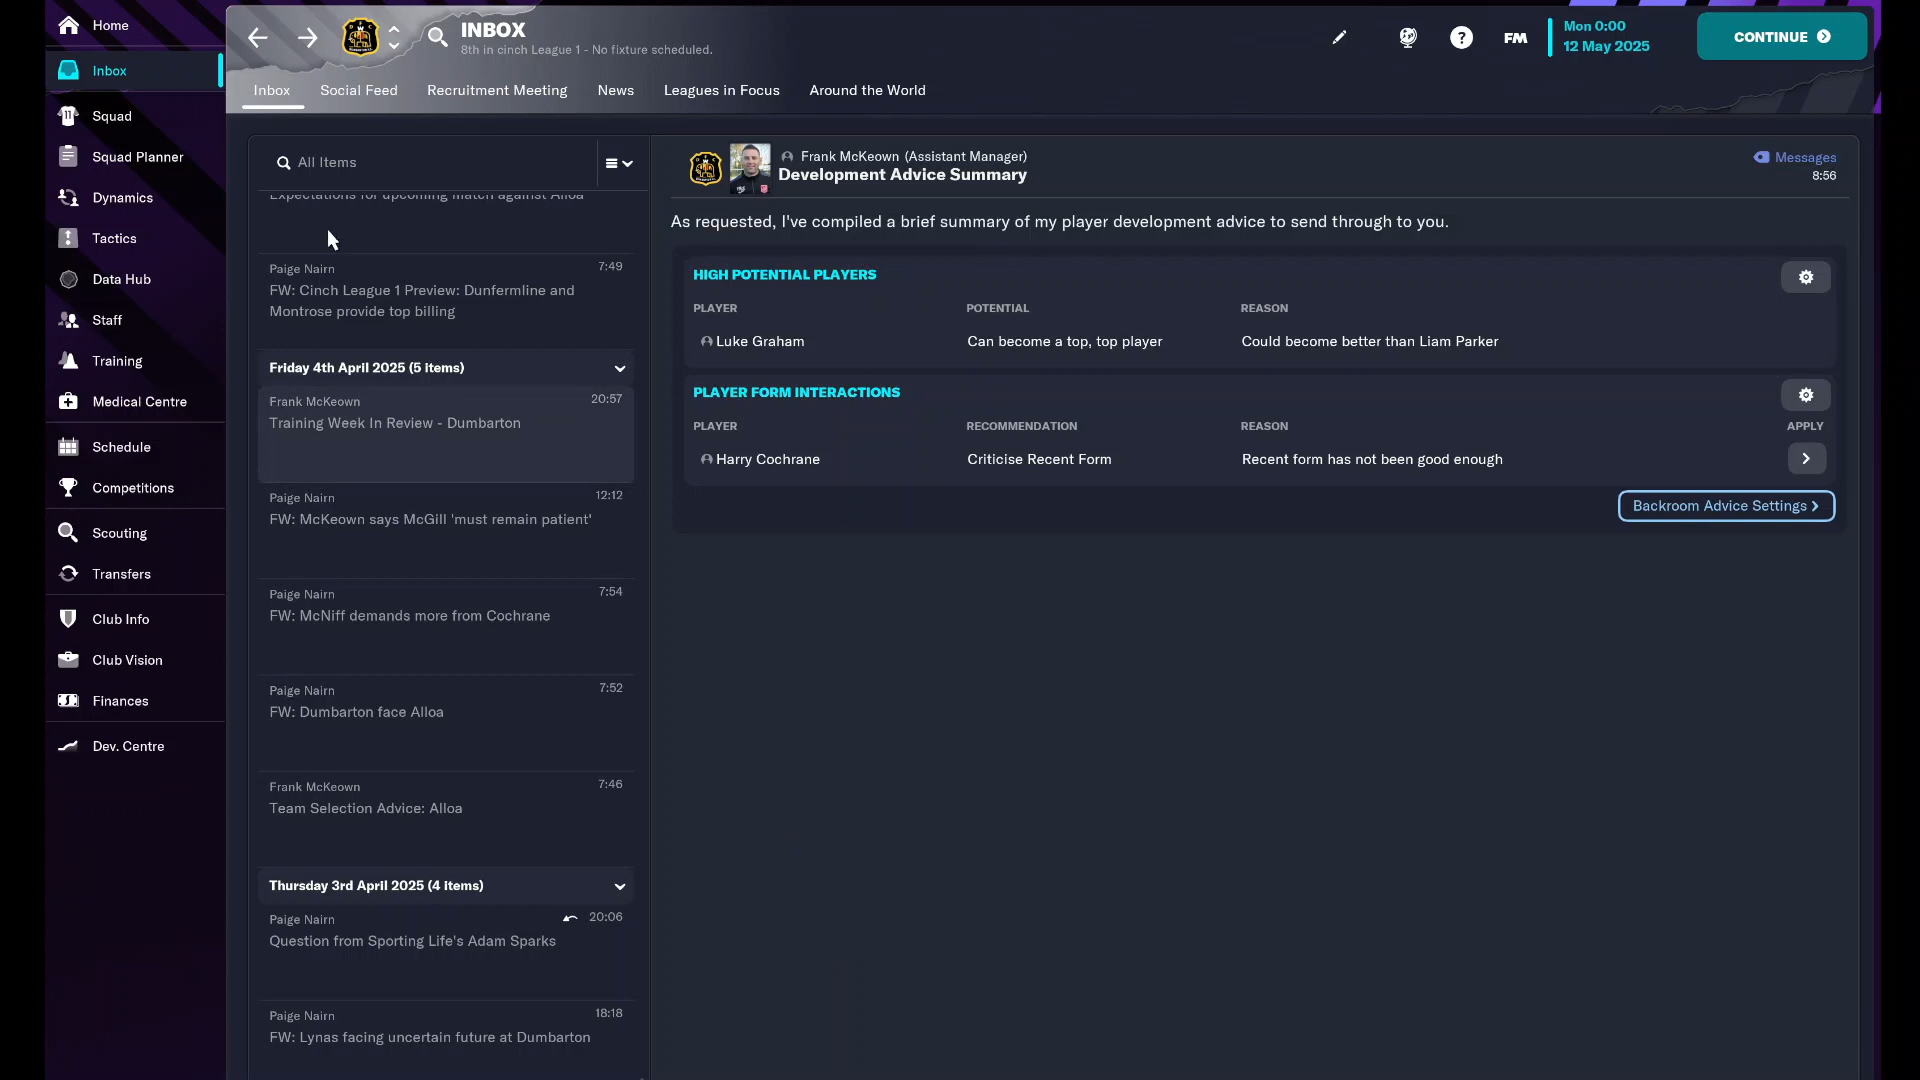 Home
Inbox
Squad
Squad Planner
Dynamics
Tactics
Data Hub
Staff
Training
Medical Centre
Schedule
Competitions
Scouting
Transfers
Club Info
Club Vision
Finances
Dev. Centre
INBOX
8th in cinch League 1 - No fixture scheduled.
FM
Mon 0:00
12 May 2025
CONTINUE
Inbox
Social Feed
Recruitment Meeting
News
Leagues in Focus
Around the World
All Items
Expectations for upcoming match against Alloa
Paige Nairn 7:49
FW: Cinch League 1 Preview: Dunfermline and
Montrose provide top billing
Friday 4th April 2025 (5 items)
Frank McKeown 20:57
Training Week In Review - Dumbarton
Paige Nairn 12:12
FW: McKeown says McGill 'must remain patient'
Paige Nairn 7:54
FW: McNiff demands more from Cochrane
Paige Nairn 7:52
FW: Dumbarton face Alloa
Frank McKeown 7:46
Team Selection Advice: Alloa
Thursday 3rd April 2025 (4 items)
Paige Nairn 20:06
Question from Sporting Life's Adam Sparks
Paige Nairn 18:18
FW: Lynas facing uncertain future at Dumbarton
Frank McKeown (Assistant Manager)
Development Advice Summary
Messages
8:56
As requested, I've compiled a brief summary of my player development advice to send through to you.
HIGH POTENTIAL PLAYERS
PLAYER POTENTIAL REASON
Luke Graham Can become a top, top player Could become better than Liam Parker
PLAYER FORM INTERACTIONS
PLAYER RECOMMENDATION REASON APPLY
Harry Cochrane Criticise Recent Form Recent form has not been good enough
Backroom Advice Settings